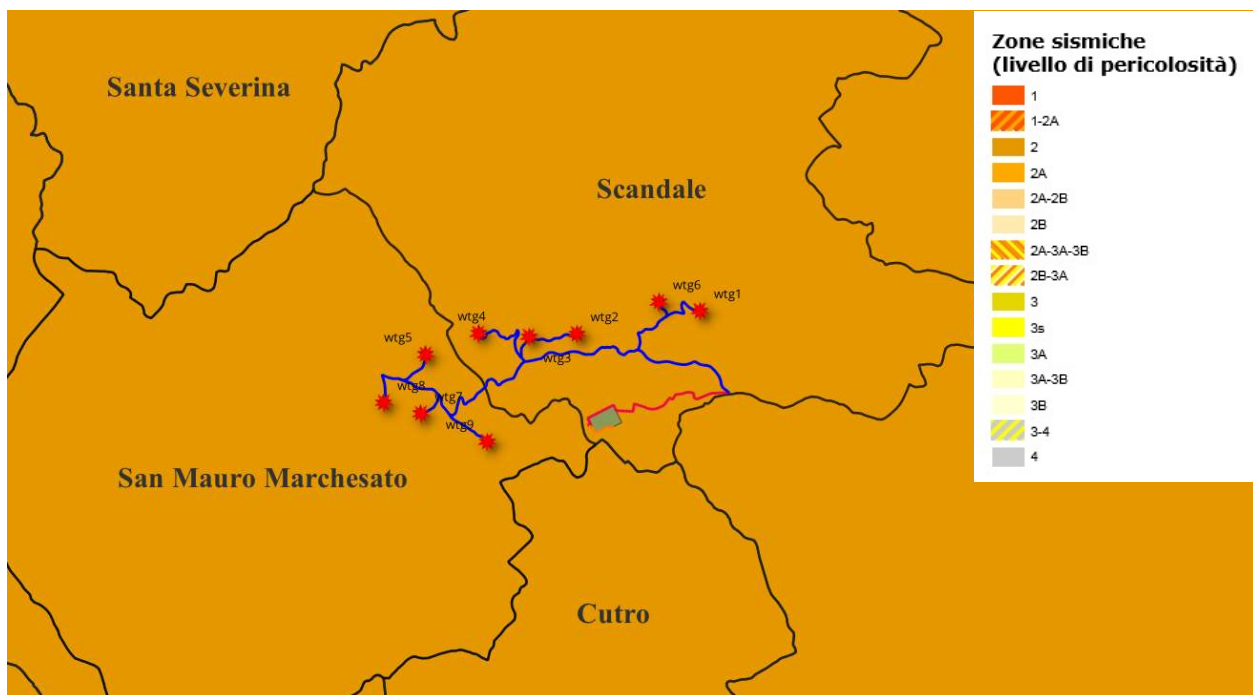 Zone sismiche
(livello di pericolosità)
1
1-2A
2
2A
2A-2B
2B
2A-3A-3B
2B-3A
3
3s
3A
3A-3B
3B
3-4
4
Santa Severina
Scandale
wtg6
wtg1
wtg4
wtg2
wtg5
wtg3
wtg8
wtg7
wtg9
San Mauro Marchesato
Cutro